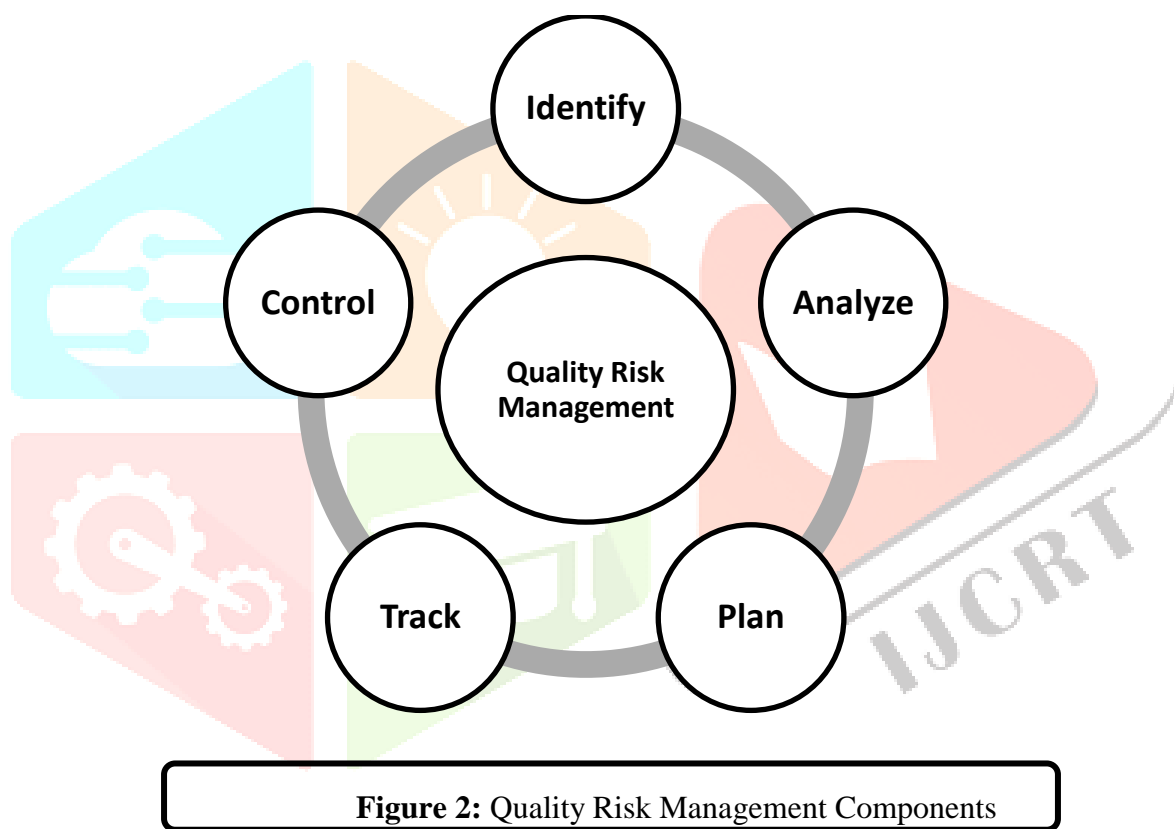 Identify
Control
Analyze
Quality Risk
Management
Track
Plan
IJCRT
Figure 2: Quality Risk Management Components